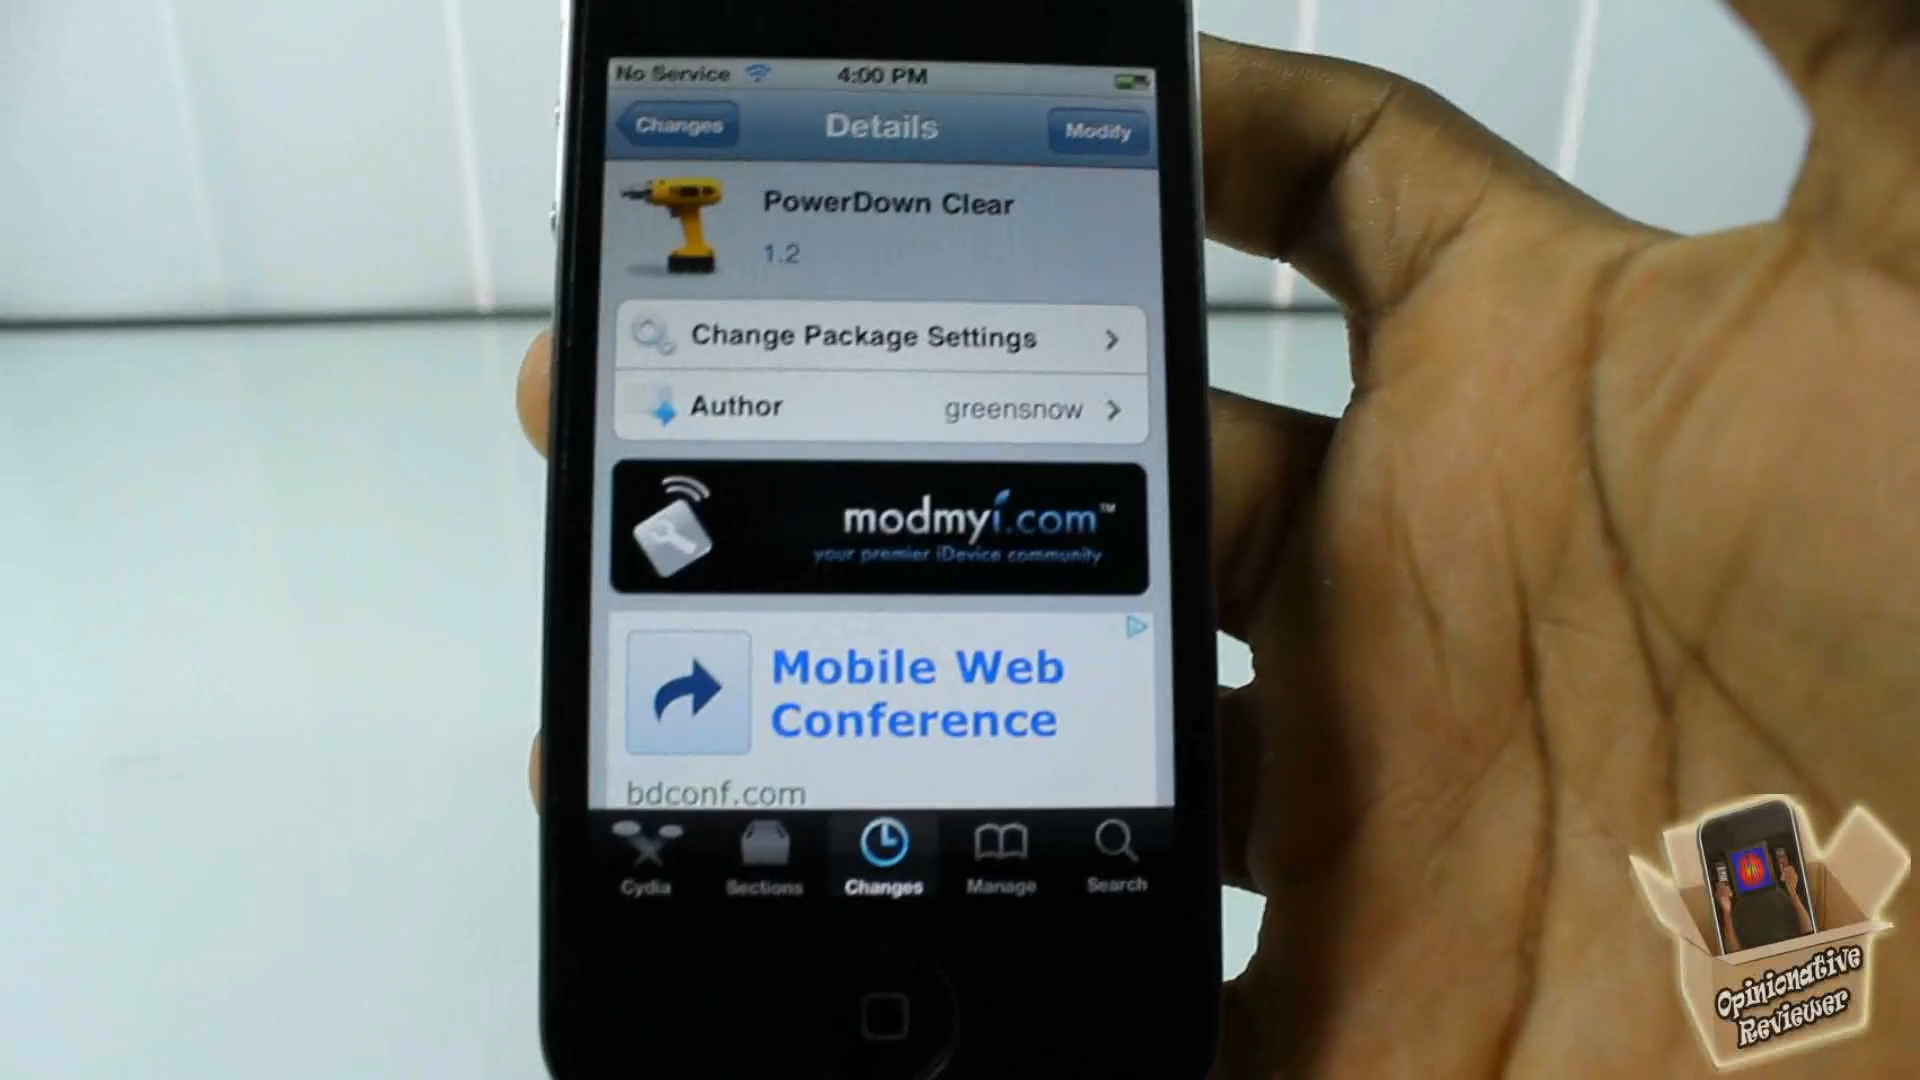 No Service 4:00 PM
Changes Details Modify
PowerDown Clear
1.2
Change Package Settings
Author greensnow
modmyi.com™
your premier iDevice community
Mobile Web
Conference
bdconf.com
Cydia Sections Changes Manage Search
Opinionative
Reviewer